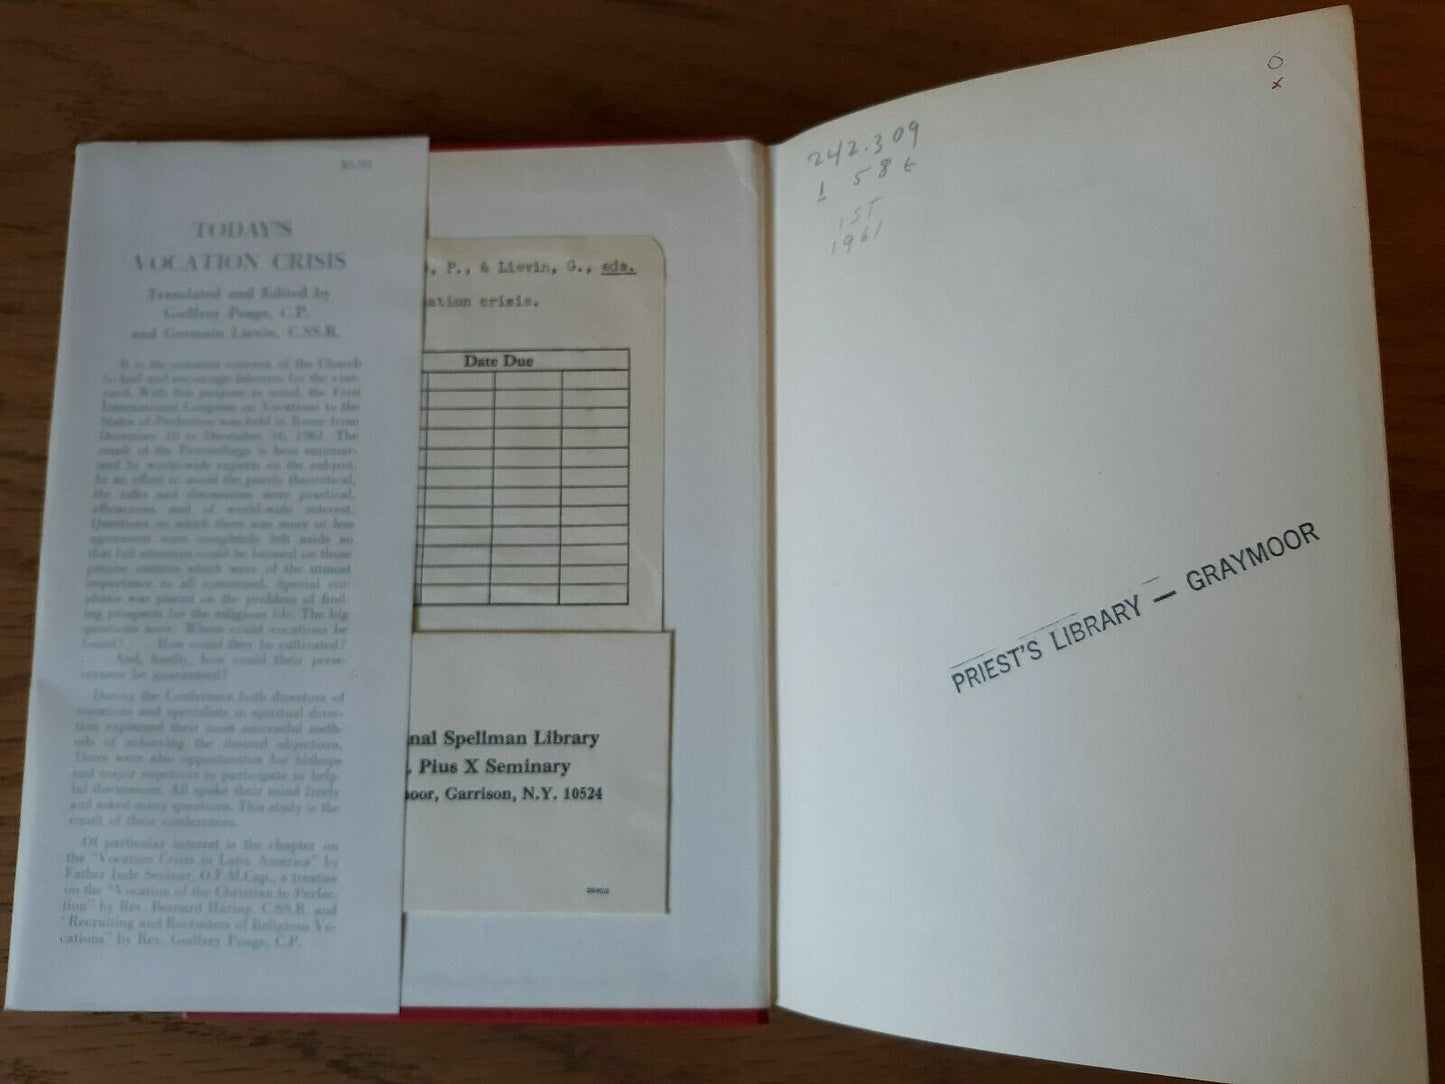 $5.95
TODAY'S
VOCATION CRISIS
Translated and Edited by
Godfrey Poage, C.P.
and Germain Lievin, C.SS.R.
It is the constant concern of the Church
to find and encourage laborers for the vine-
yard. With this purpose in mind, the First
International Congress on Vocations to the
States of Perfection was held in Rome from
December 10 to December 16, 1961. The
result of the Proceedings is here summar-
ized by world-wide experts on the subject.
In an effort to avoid the purely theoretical,
the talks and discussions were practical,
efficacious, and of world-wide interest.
Questions on which there was more or less
agreement were completely left aside so
that full attention could be focused on those
precise matters which were of the utmost
importance to all concerned. Special em-
phasis was placed on the problem of find-
ing prospects for the religious life. The big
questions were: Where could vocations be
found? . . . How could they be cultivated?
. . . And, finally, how could their perse-
verance be guaranteed?
During the Conference both directors of
vocations and specialists in spiritual direc-
tion explained their most successful meth-
ods of achieving the desired objectives.
There were also opportunities for bishops
and major superiors to participate in help-
ful discussions. All spoke their mind freely
and asked many questions. This study is the
result of their conferences.
Of particular interest is the chapter on
the "Vocation Crisis in Latin America" by
Father Jude Senieur, O.F.M.Cap., a treatise
on the "Vocation of the Christian to Perfec-
tion" by Rev. Bernard Häring, C.SS.R. and
"Recruiting and Recruiters of Religious Vo-
cations" by Rev. Godfrey Poage, C.P.
, P., & Lievin, G., eds.
ation crisis.
Date Due
nal Spellman Library
. Pius X Seminary
oor, Garrison, N.Y. 10524
DEMCO
242.309
1 58t
1ST
1961
6
x
PRIEST'S LIBRARY — GRAYMOOR